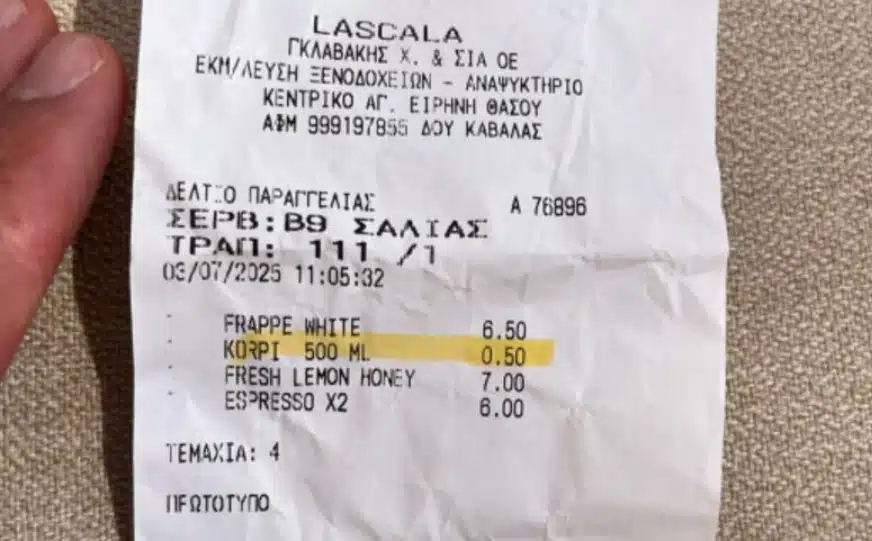 LASCALA
ΓΚΛΑΒΑΚΗΣ Χ. & ΣΙΑ ΟΕ
ΕΚΜ/ΛΕΥΣΗ ΞΕΝΟΔΟΧΕΙΩΝ - ΑΝΑΨΥΚΤΗΡΙΟ
ΚΕΝΤΡΙΚΟ ΑΓ. ΕΙΡΗΝΗ ΘΑΣΟΥ
ΑΦΜ 999197855 ΔΟΥ ΚΑΒΑΛΑΣ
ΔΕΛΤΙΟ ΠΑΡΑΓΓΕΛΙΑΣ Α 76896
ΣΕΡΒ: Β9 ΣΑΛΙΑΣ
ΤΡΑΠ: 111 /1
03/07/2025 11:05:32
FRAPPE WHITE 6.50
KORPI 500 ML 0.50
FRESH LEMON HONEY 7.00
ESPRESSO X2 6.00
ΤΕΜΑΧΙΑ: 4
ΠΡΩΤΟΤΥΠΟ